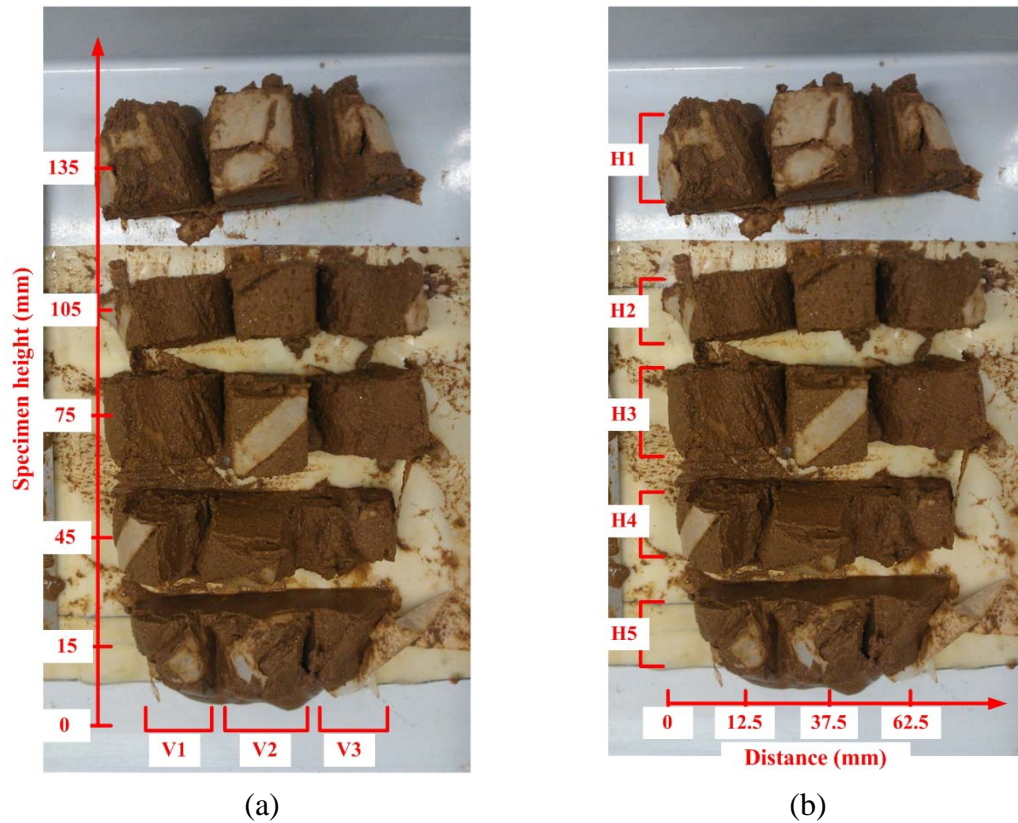 Specimen height (mm)
135
105
75
45
15
0
V1
V2
V3
(a)
H1
H2
H3
H4
H5
0
12.5
37.5
62.5
Distance (mm)
(b)